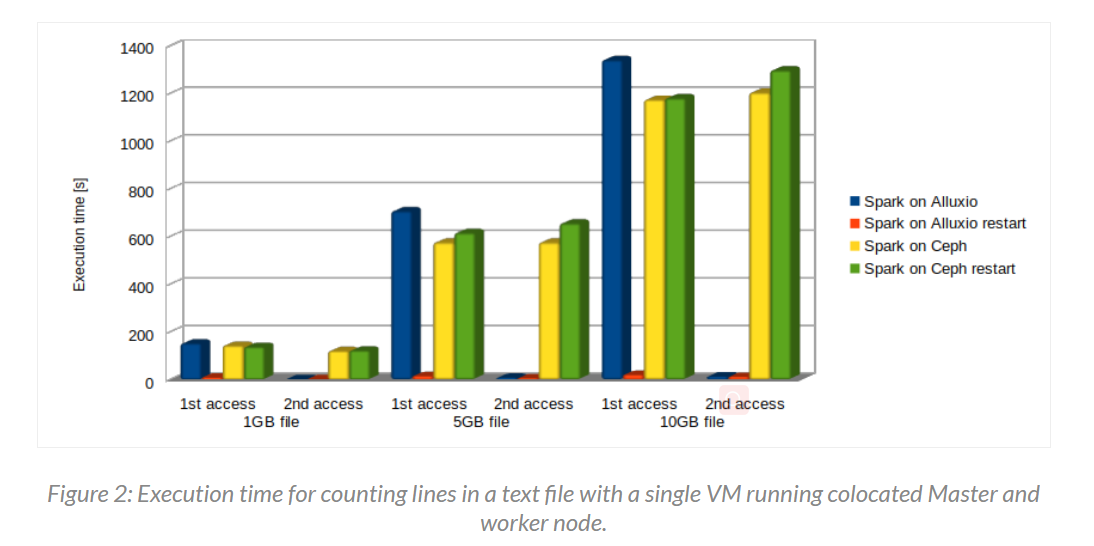 1400
1200
1000
800
600
400
200
0
Execution time [s]
1st access 2nd access 1st access 2nd access 1st access 2nd access
1GB file 5GB file 10GB file
Spark on Alluxio
Spark on Alluxio restart
Spark on Ceph
Spark on Ceph restart
Figure 2: Execution time for counting lines in a text file with a single VM running colocated Master and
worker node.